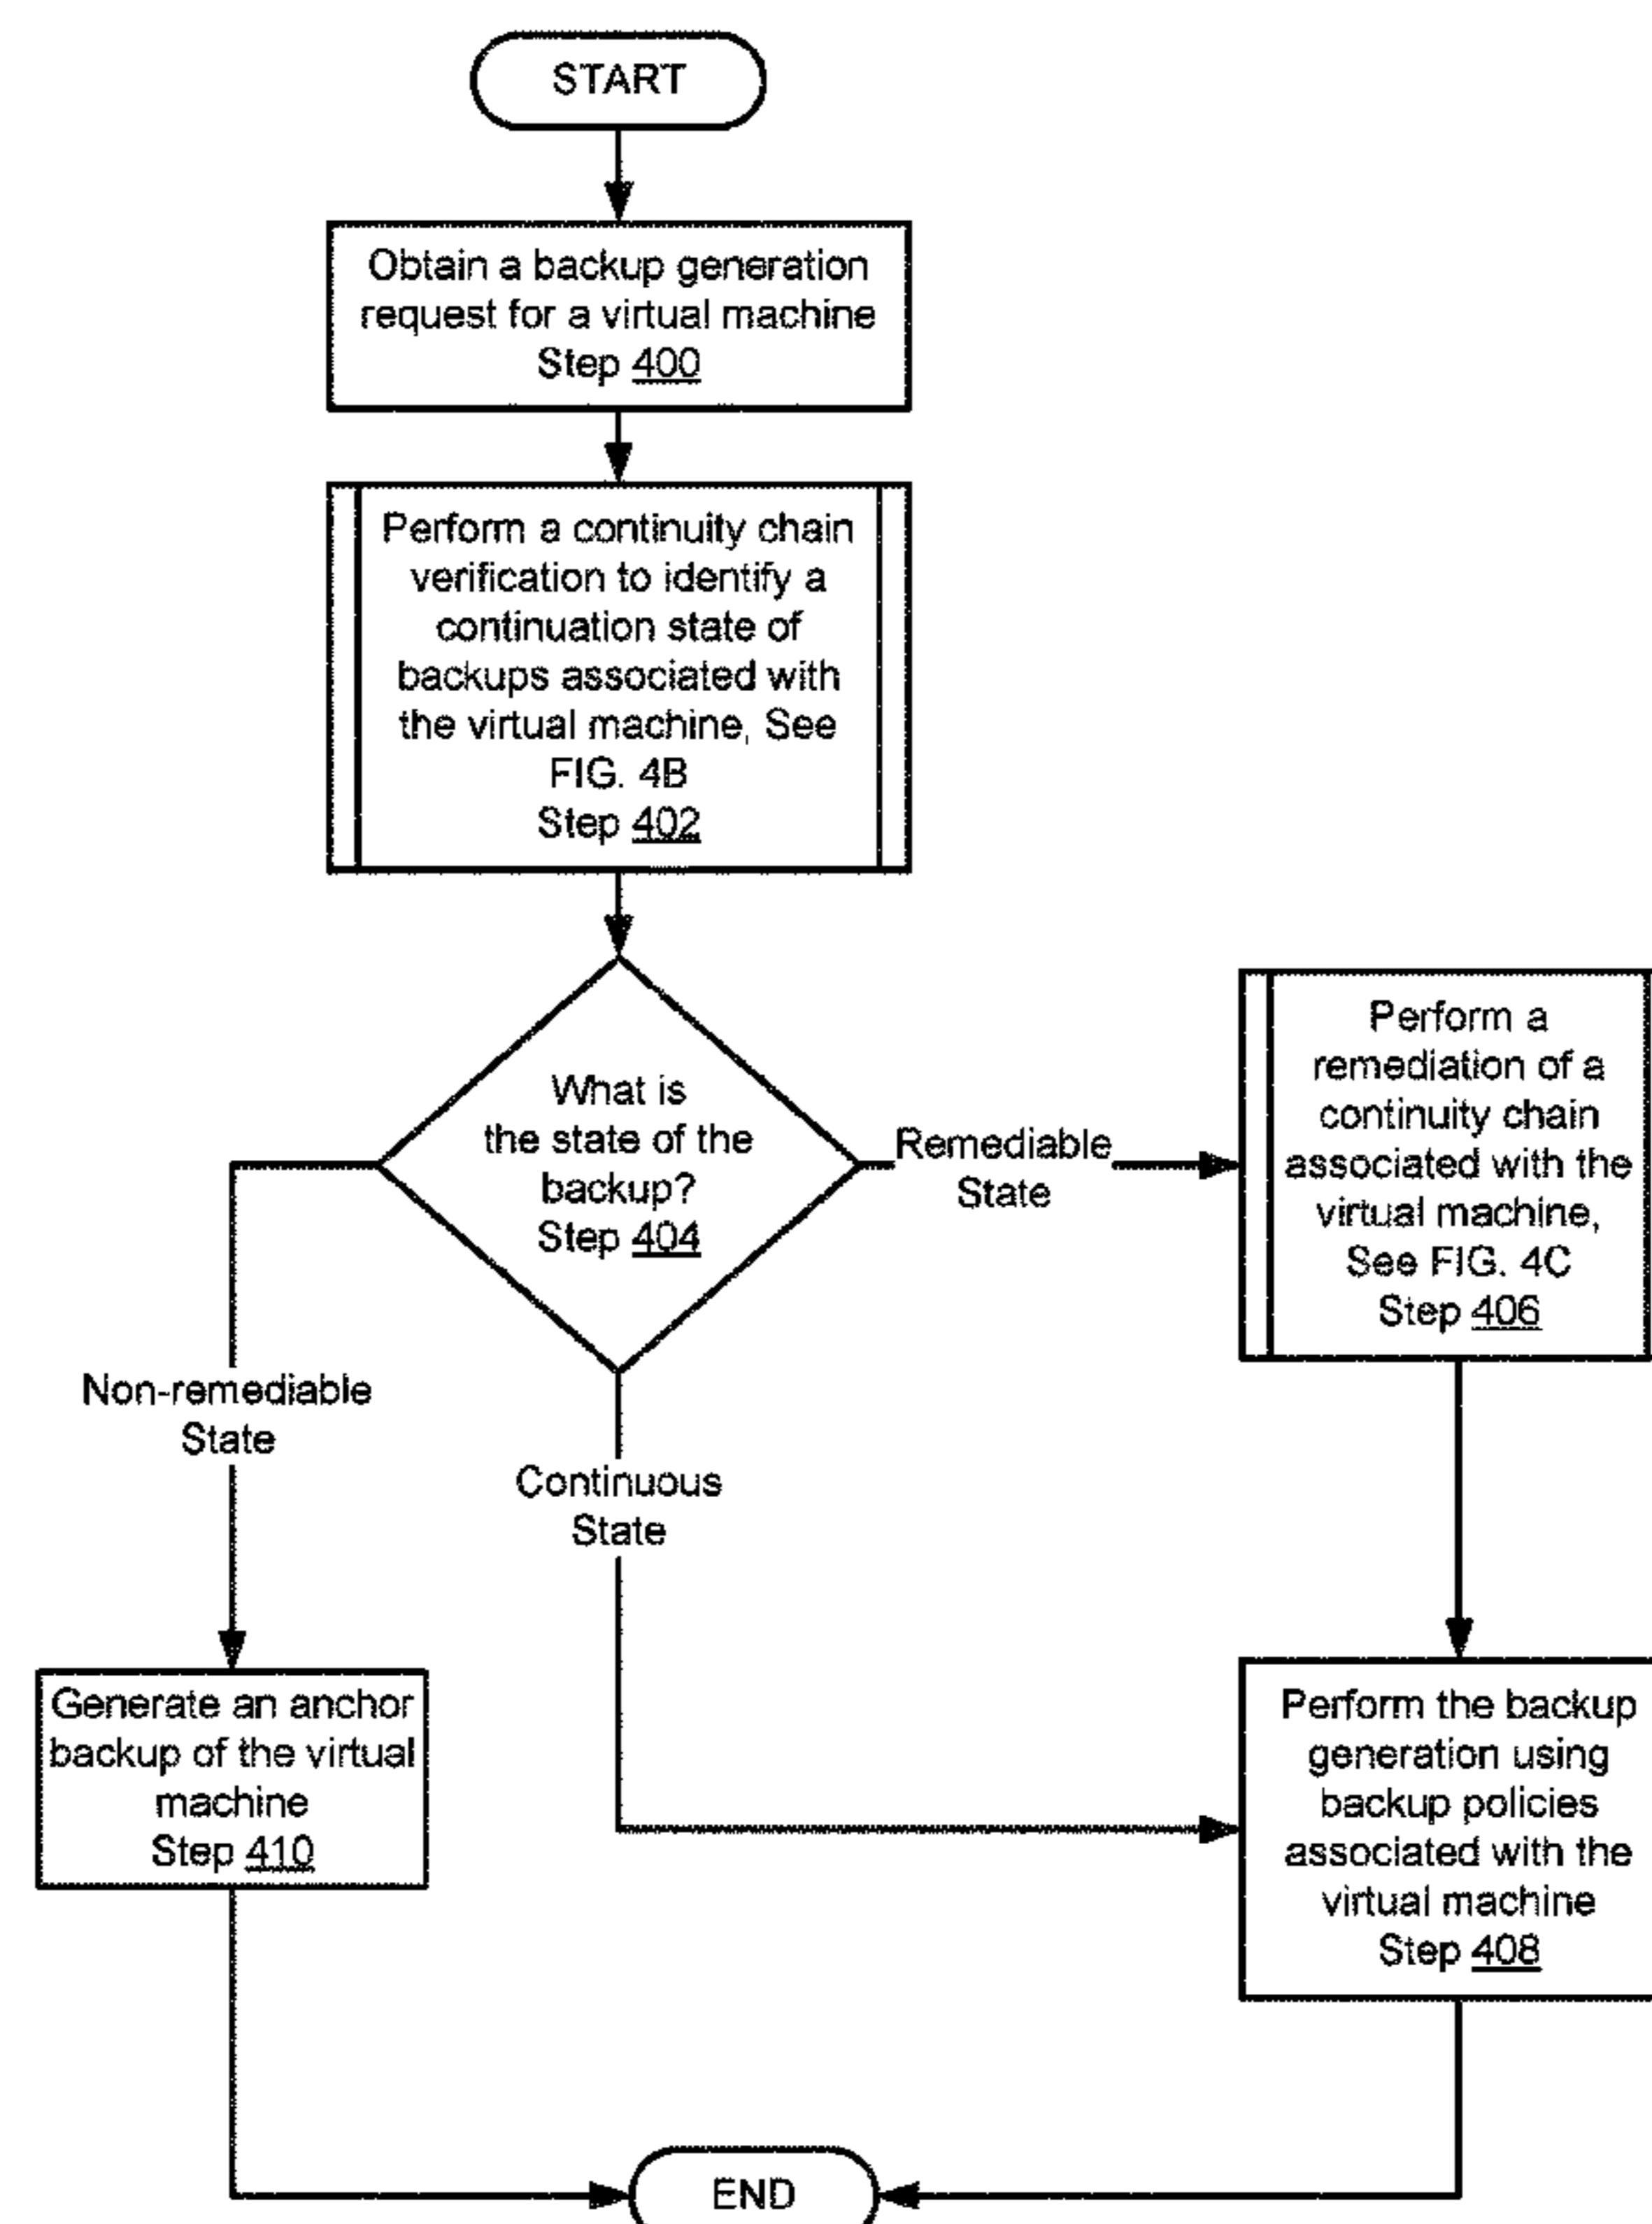 START
Obtain a backup generation
request for a virtual machine
Step 400
Perform a continuity chain
verification to identify a
continuation state of
backups associated with
the virtual machine, See
FIG. 4B
Step 402
What is
the state of the
backup?
Step 404
Remediable
State
Perform a
remediation of a
continuity chain
associated with the
virtual machine,
See FIG. 4C
Step 406
Non-remediable
State
Continuous
State
Generate an anchor
backup of the virtual
machine
Step 410
Perform the backup
generation using
backup policies
associated with the
virtual machine
Step 408
END